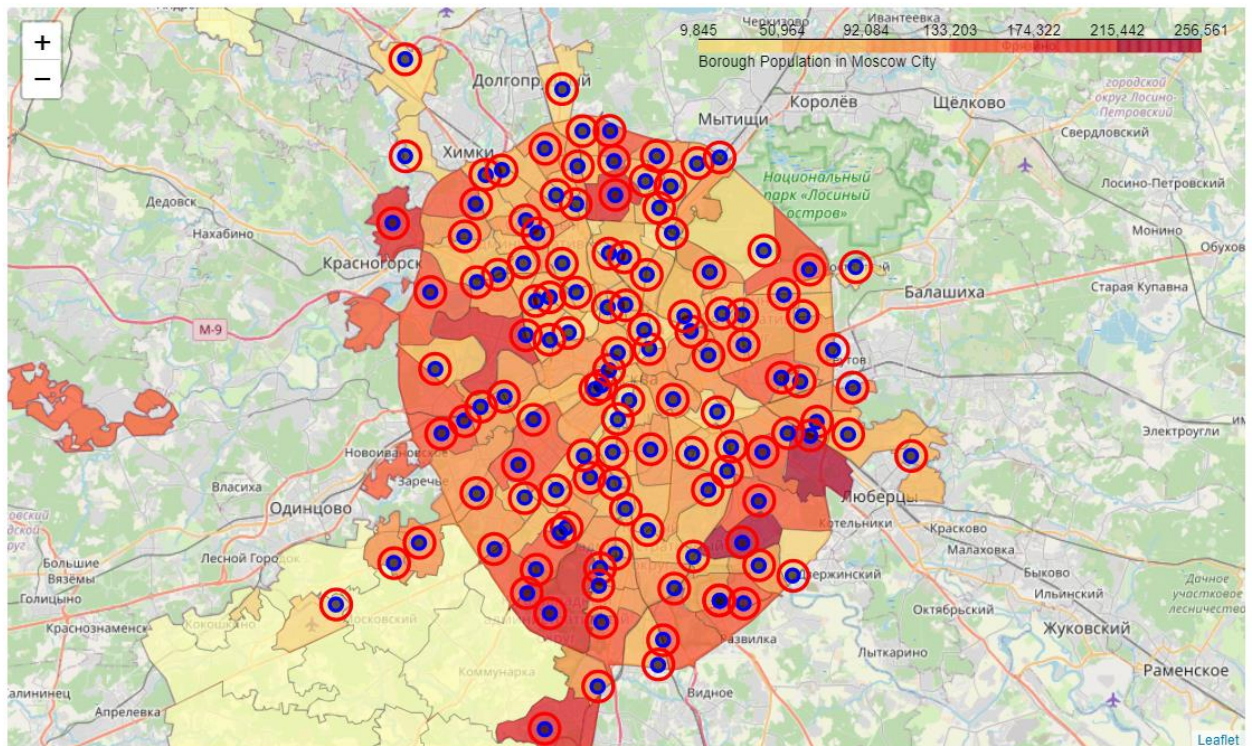 +
−
9,845 50,964 92,084 133,203 174,322 215,442 256,561
Borough Population in Moscow City
Черкизово
Ивантеевка
Фрязино
городской
округ Лосино-
Петровский
Королёв
Щёлково
Мытищи
Свердловский
Химки
Национальный
парк «Лосиный
остров»
Лосино-Петровский
Дедовск
Нахабино
Монино
Красногорск
Балашиха
Старая Купавна
М-9
Электроугли
Новоивановское
Заречье
Власиха
Люберцы
Одинцово
Котельники
Красково
Лесной Городок
Малаховка
Большие
Вязёмы
Дзержинский
Быково
Дачное
участковое
лесничество
Голицыно
Ильинский
Кокошкино
Московский
Октябрьский
Краснознаменск
Жуковский
Развилка
Лыткарино
Коммунарка
Раменское
Видное
Апрелевка
Leaflet